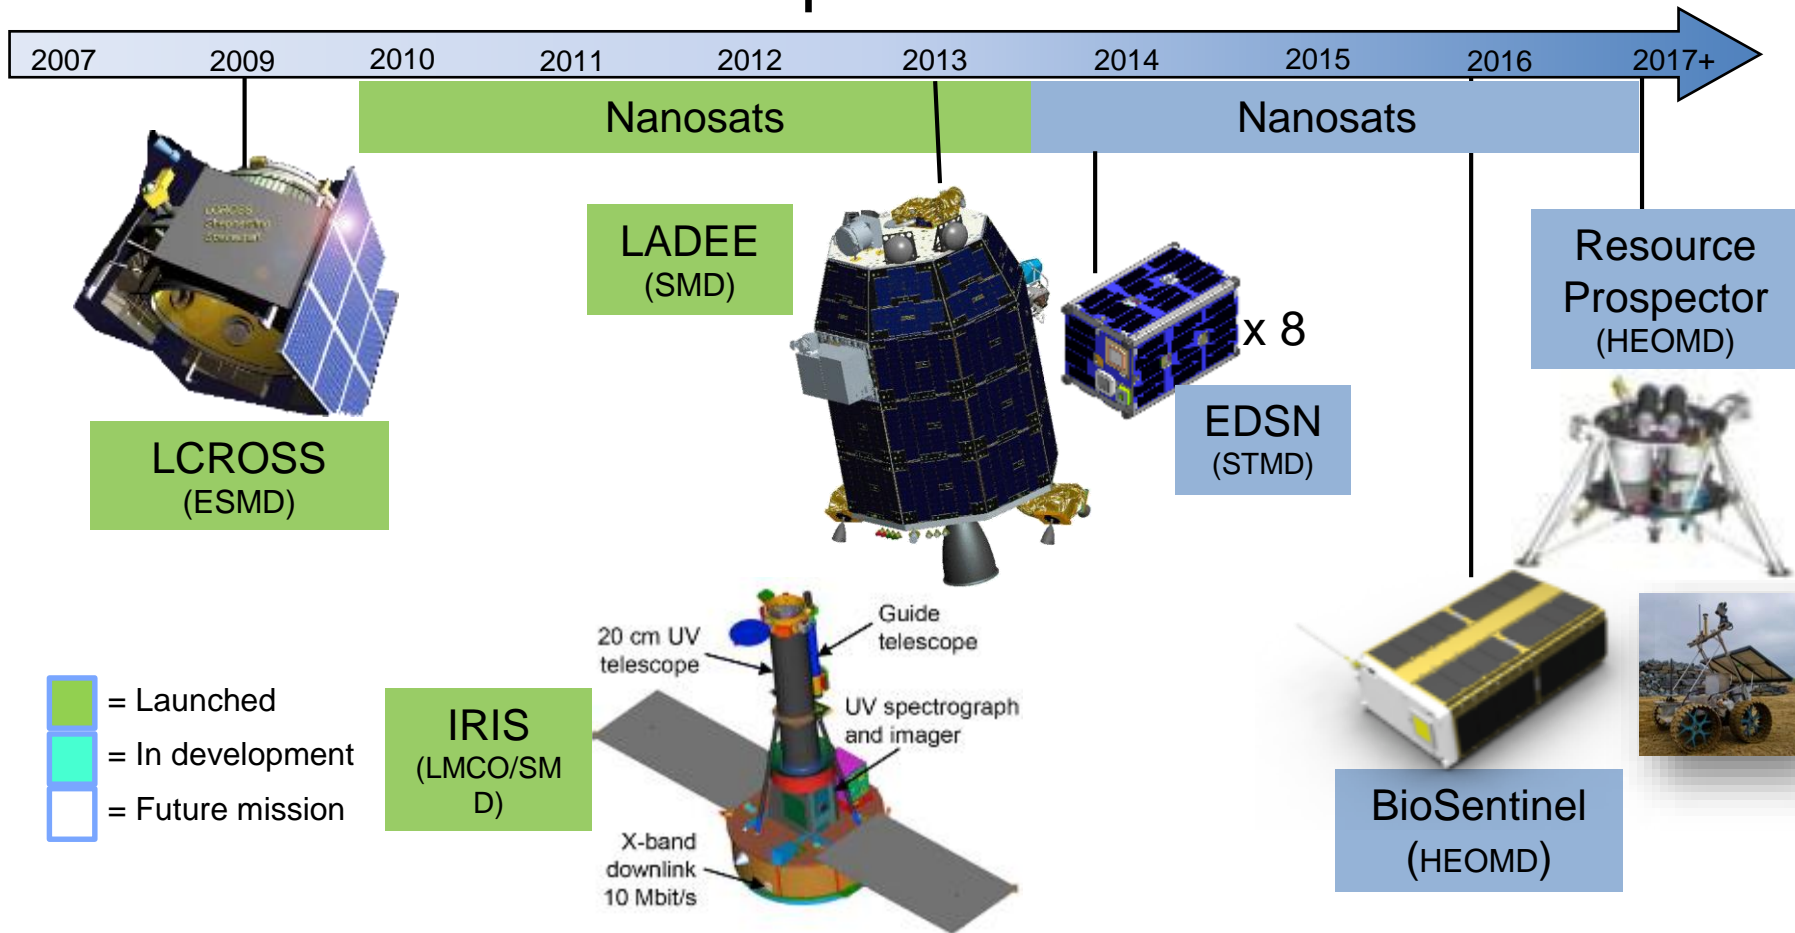 2007 2009 2010 2011 2012 2013 2014 2015 2016 2017+
Nanosats Nanosats
LCROSS
(ESMD)
LADEE
(SMD)
x 8
EDSN
(STMD)
Resource
Prospector
(HEOMD)
= Launched
= In development
= Future mission
IRIS
(LMCO/SM
D)
20 cm UV
telescope
Guide
telescope
UV spectrograph
and imager
X-band
downlink
10 Mbit/s
BioSentinel
(HEOMD)